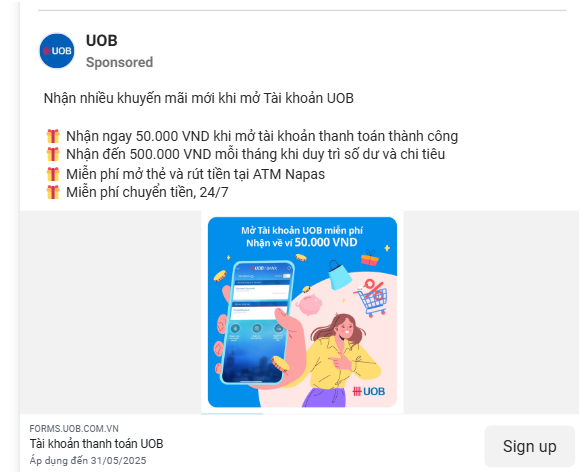 UOB
UOB
Sponsored
Nhận nhiều khuyến mãi mới khi mở Tài khoản UOB
🎁 Nhận ngay 50.000 VND khi mở tài khoản thanh toán thành công
🎁 Nhận đến 500.000 VND mỗi tháng khi duy trì số dư và chi tiêu
🎁 Miễn phí mở thẻ và rút tiền tại ATM Napas
🎁 Miễn phí chuyển tiền, 24/7
Mở Tài khoản UOB miễn phí
Nhận về ví 50.000 VND
UOB
UOB
FORMS.UOB.COM.VN
Tài khoản thanh toán UOB
Áp dụng đến 31/05/2025
Sign up